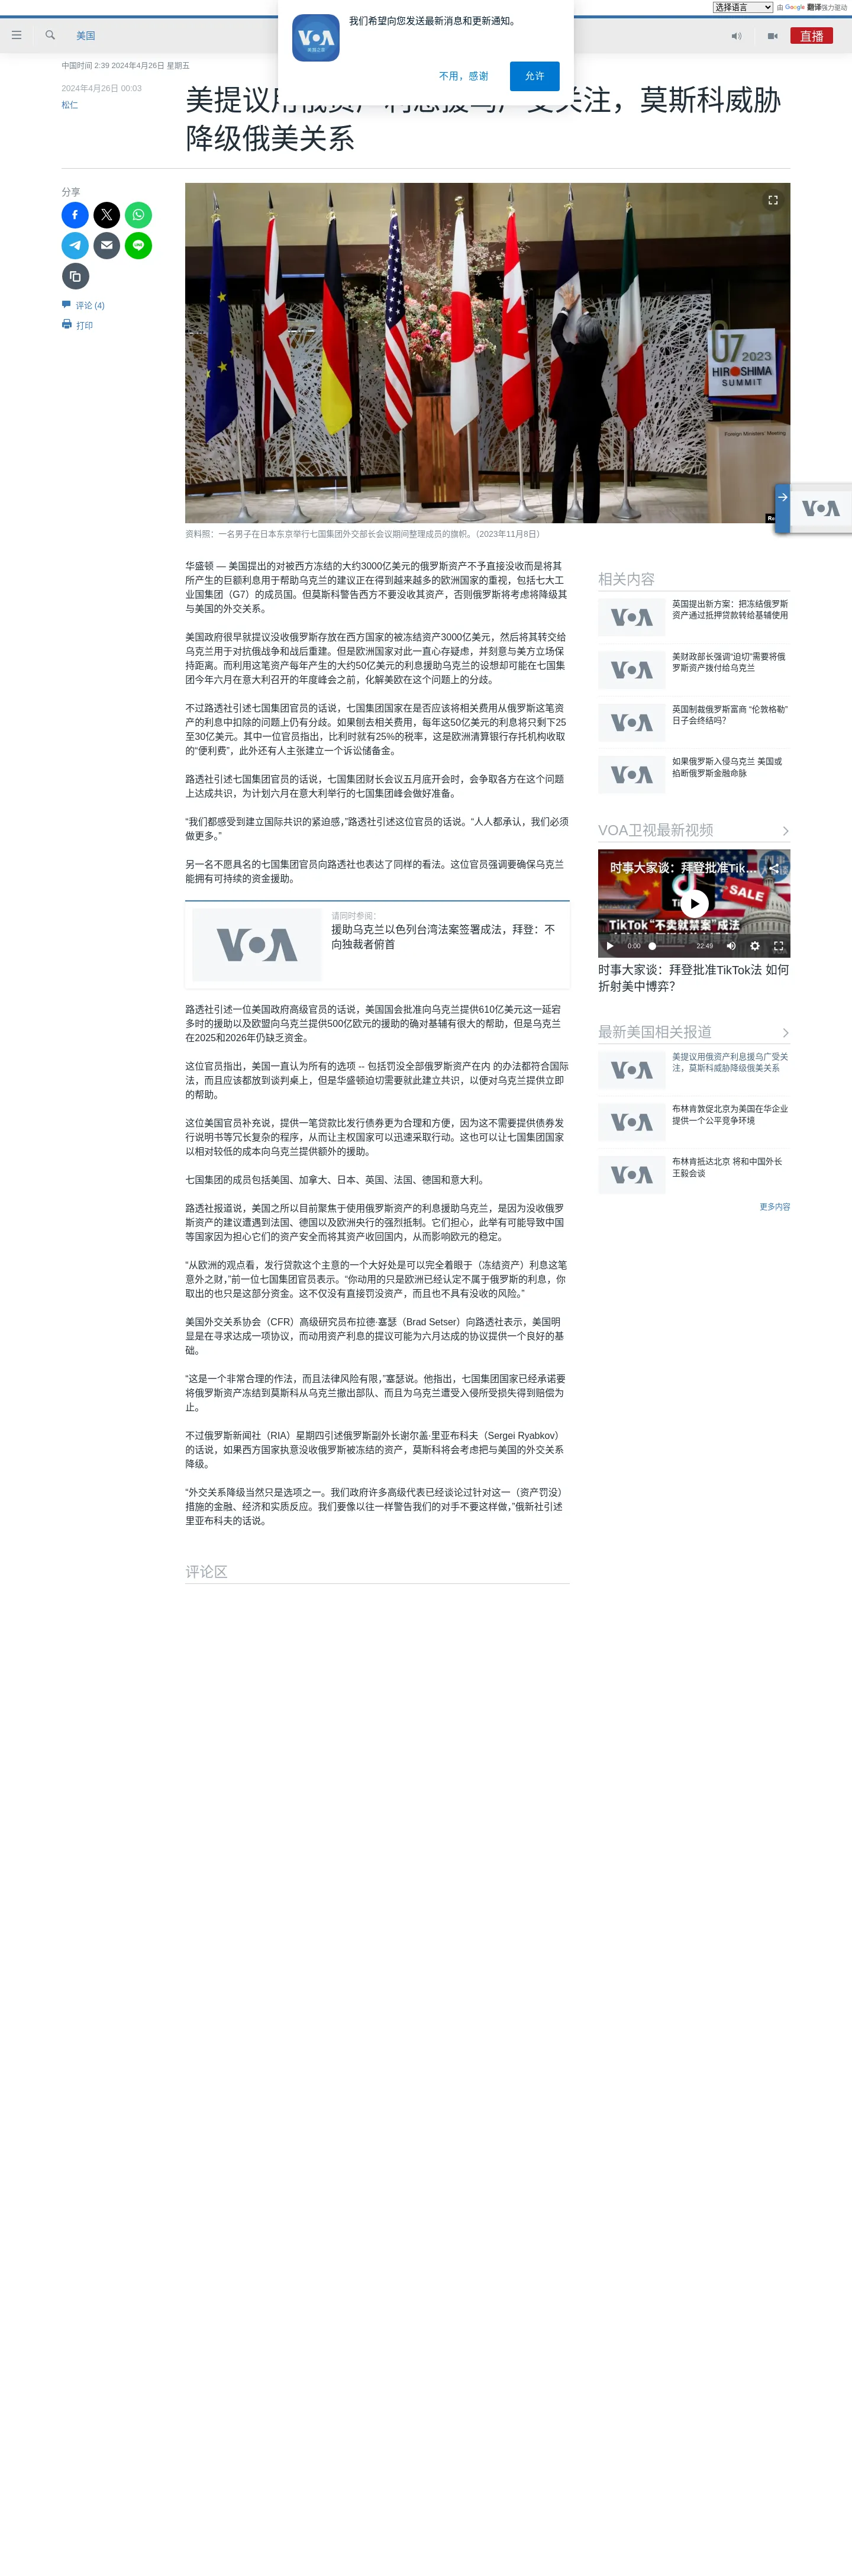 选择语言
由 Google 翻译强力驱动
我们希望向您发送最新消息和更新通知。
不用，感谢
允许
VOA
美国之音
美国
直播
中国时间 2:39 2024年4月26日 星期五
2024年4月26日 00:03
松仁
美提议用俄资产利息援乌广受关注，莫斯科威胁
降级俄美关系
分享
评论 (4)
打印
G7 2023
HIROSHIMA
SUMMIT
Foreign Ministers' Meeting
资料照：一名男子在日本东京举行七国集团外交部长会议期间整理成员的旗帜。（2023年11月8日）
华盛顿 — 美国提出的对被西方冻结的大约3000亿美元的俄罗斯资产不予直接没收而是将其
所产生的巨额利息用于帮助乌克兰的建议正在得到越来越多的欧洲国家的重视，包括七大工
业国集团（G7）的成员国。但莫斯科警告西方不要没收其资产，否则俄罗斯将考虑将降级其
与美国的外交关系。
美国政府很早就提议没收俄罗斯存放在西方国家的被冻结资产3000亿美元，然后将其转交给
乌克兰用于对抗俄战争和战后重建。但是欧洲国家对此一直心存疑虑，并刻意与美方立场保
持距离。而利用这笔资产每年产生的大约50亿美元的利息援助乌克兰的设想却可能在七国集
团今年六月在意大利召开的年度峰会之前，化解美欧在这个问题上的分歧。
不过路透社引述七国集团官员的话说，七国集团国家在是否应该将相关费用从俄罗斯这笔资
产的利息中扣除的问题上仍有分歧。如果刨去相关费用，每年这50亿美元的利息将只剩下25
至30亿美元。其中一位官员指出，比利时就有25%的税率，这是欧洲清算银行存托机构收取
的“便利费”，此外还有人主张建立一个诉讼储备金。
路透社引述七国集团官员的话说，七国集团财长会议五月底开会时，会争取各方在这个问题
上达成共识，为计划六月在意大利举行的七国集团峰会做好准备。
“我们都感受到建立国际共识的紧迫感，”路透社引述这位官员的话说。“人人都承认，我们必须
做更多。”
另一名不愿具名的七国集团官员向路透社也表达了同样的看法。这位官员强调要确保乌克兰
能拥有可持续的资金援助。
VOA
请同时参阅：
援助乌克兰以色列台湾法案签署成法，拜登：不
向独裁者俯首
路透社引述一位美国政府高级官员的话说，美国国会批准向乌克兰提供610亿美元这一延宕
多时的援助以及欧盟向乌克兰提供500亿欧元的援助的确对基辅有很大的帮助，但是乌克兰
在2025和2026年仍缺乏资金。
这位官员指出，美国一直认为所有的选项 -- 包括罚没全部俄罗斯资产在内 的办法都符合国际
法，而且应该都放到谈判桌上，但是华盛顿迫切需要就此建立共识，以便对乌克兰提供立即
的帮助。
这位美国官员补充说，提供一笔贷款比发行债券更为合理和方便，因为这不需要提供债券发
行说明书等冗长复杂的程序，从而让主权国家可以迅速采取行动。这也可以让七国集团国家
以相对较低的成本向乌克兰提供额外的援助。
七国集团的成员包括美国、加拿大、日本、英国、法国、德国和意大利。
路透社报道说，美国之所以目前聚焦于使用俄罗斯资产的利息援助乌克兰，是因为没收俄罗
斯资产的建议遭遇到法国、德国以及欧洲央行的强烈抵制。它们担心，此举有可能导致中国
等国家因为担心它们的资产安全而将其资产收回国内，从而影响欧元的稳定。
“从欧洲的观点看，发行贷款这个主意的一个大好处是可以完全着眼于（冻结资产）利息这笔
意外之财，”前一位七国集团官员表示。“你动用的只是欧洲已经认定不属于俄罗斯的利息，你
取出的也只是这部分资金。这不仅没有直接罚没资产，而且也不具有没收的风险。”
美国外交关系协会（CFR）高级研究员布拉德·塞瑟（Brad Setser）向路透社表示，美国明
显是在寻求达成一项协议，而动用资产利息的提议可能为六月达成的协议提供一个良好的基
础。
“这是一个非常合理的作法，而且法律风险有限，”塞瑟说。他指出，七国集团国家已经承诺要
将俄罗斯资产冻结到莫斯科从乌克兰撤出部队、而且为乌克兰遭受入侵所受损失得到赔偿为
止。
不过俄罗斯新闻社（RIA）星期四引述俄罗斯副外长谢尔盖·里亚布科夫（Sergei Ryabkov）
的话说，如果西方国家执意没收俄罗斯被冻结的资产，莫斯科将会考虑把与美国的外交关系
降级。
“外交关系降级当然只是选项之一。我们政府许多高级代表已经谈论过针对这一（资产罚没）
措施的金融、经济和实质反应。我们要像以往一样警告我们的对手不要这样做，”俄新社引述
里亚布科夫的话说。
评论区
VOA
相关内容
VOA
英国提出新方案：把冻结俄罗斯
资产通过抵押贷款转给基辅使用
VOA
美财政部长强调“迫切”需要将俄
罗斯资产拨付给乌克兰
VOA
英国制裁俄罗斯富商 “伦敦格勒”
日子会终结吗？
VOA
如果俄罗斯入侵乌克兰 美国或
掐断俄罗斯金融命脉
VOA卫视最新视频
时事大家谈：拜登批准Tik...
SALE
TikTok“不卖就禁案”成法
0:00
22:49
时事大家谈：拜登批准TikTok法 如何
折射美中博弈？
最新美国相关报道
VOA
美提议用俄资产利息援乌广受关
注，莫斯科威胁降级俄美关系
VOA
布林肯敦促北京为美国在华企业
提供一个公平竞争环境
VOA
布林肯抵达北京 将和中国外长
王毅会谈
更多内容